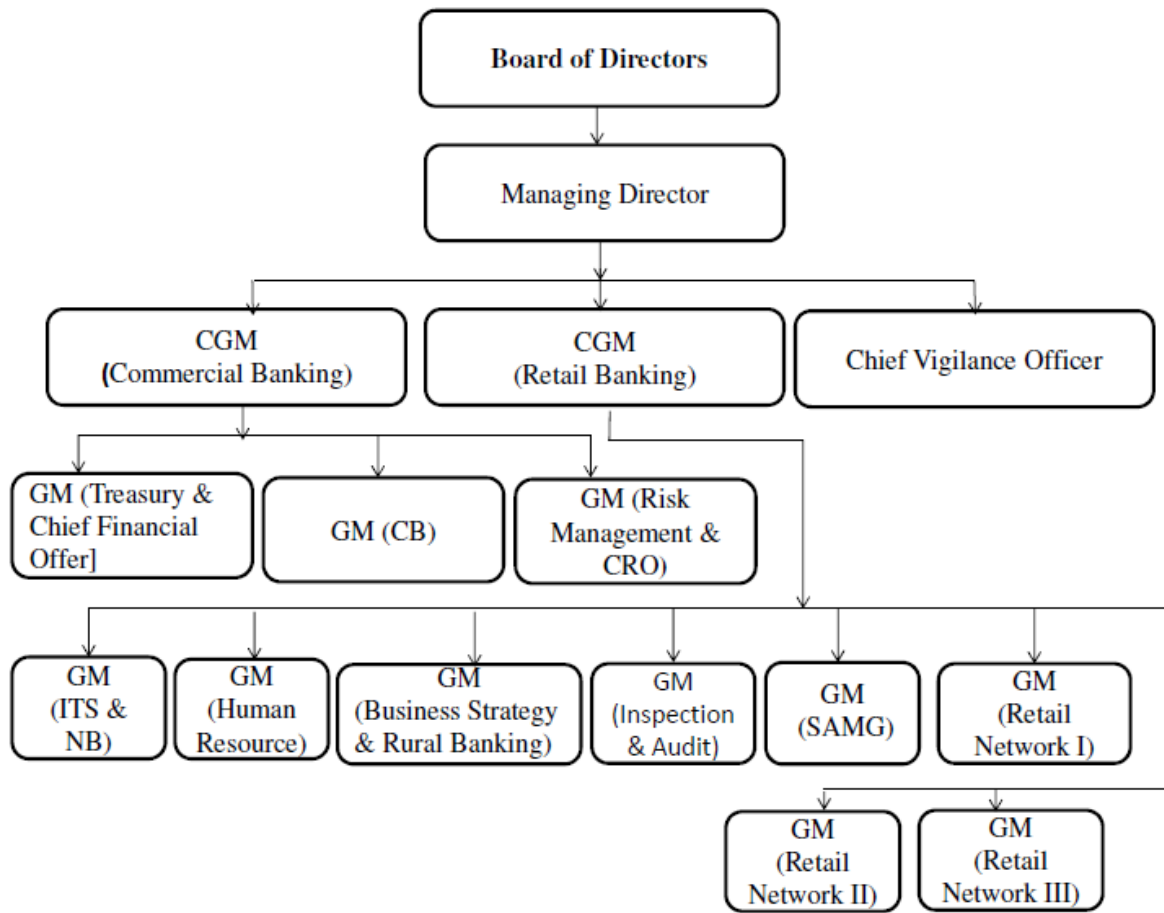 Board of Directors
Managing Director
CGM
(Commercial Banking)
CGM
(Retail Banking)
Chief Vigilance Officer
GM (Treasury &
Chief Financial
Offer]
GM (CB)
GM (Risk
Management &
CRO)
GM
(ITS &
NB)
GM
(Human
Resource)
GM
(Business Strategy
& Rural Banking)
GM
(Inspection
& Audit)
GM
(SAMG)
GM
(Retail
Network I)
GM
(Retail
Network II)
GM
(Retail
Network III)